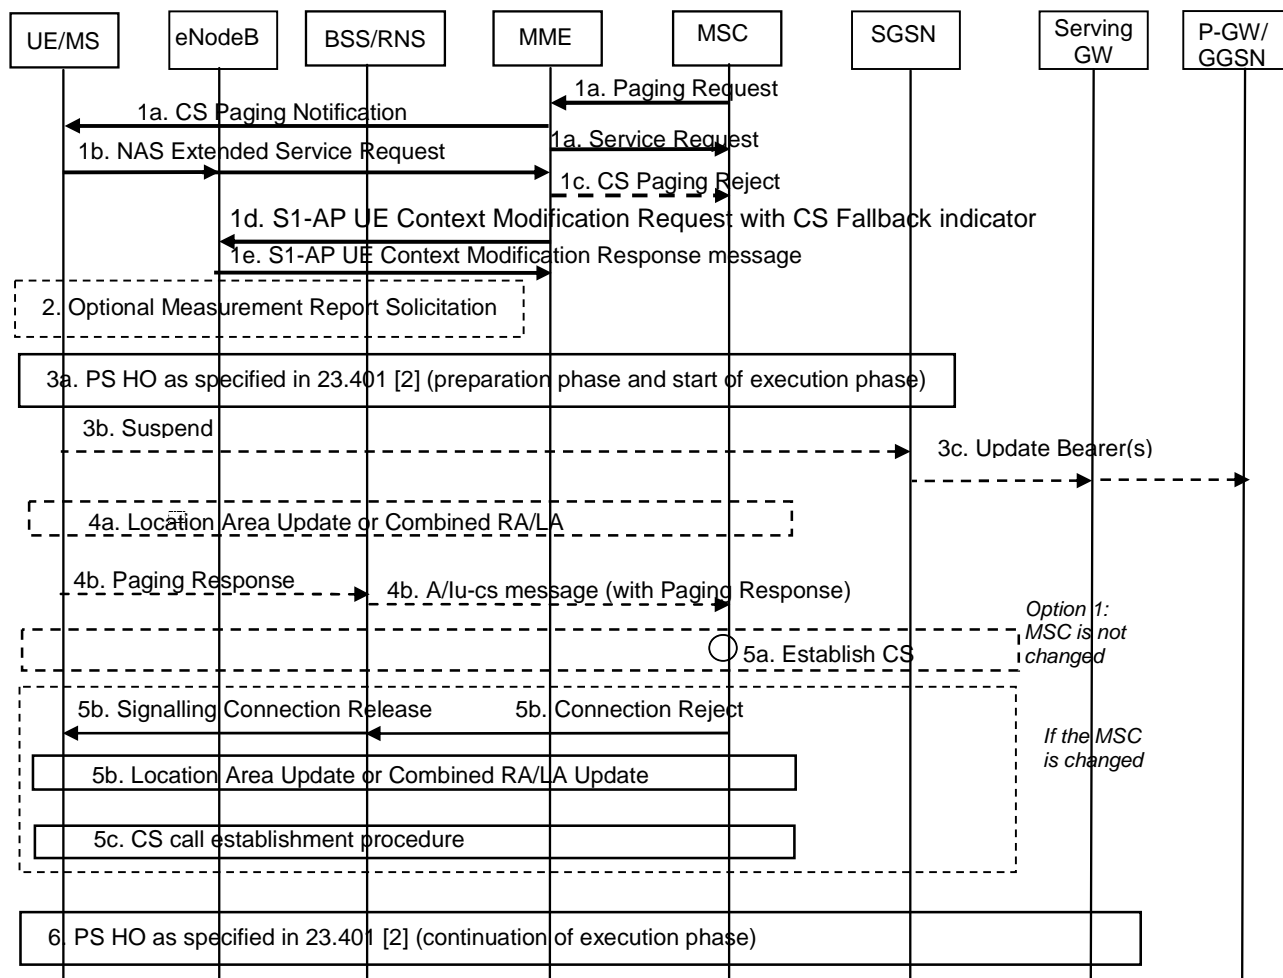 UE/MS
eNodeB
BSS/RNS
MME
MSC
SGSN
Serving
GW
P-GW/
GGSN
1a. Paging Request
1a. CS Paging Notification
1a. Service Request
1b. NAS Extended Service Request
1c. CS Paging Reject
1d. S1-AP UE Context Modification Request with CS Fallback indicator
1e. S1-AP UE Context Modification Response message
2. Optional Measurement Report Solicitation
3a. PS HO as specified in 23.401 [2] (preparation phase and start of execution phase)
3b. Suspend
3c. Update Bearer(s)
4a. Location Area Update or Combined RA/LA
4b. Paging Response
4b. A/Iu-cs message (with Paging Response)
Option 1:
MSC is not
changed
5a. Establish CS
5b. Signalling Connection Release
5b. Connection Reject
If the MSC
is changed
5b. Location Area Update or Combined RA/LA Update
5c. CS call establishment procedure
6. PS HO as specified in 23.401 [2] (continuation of execution phase)